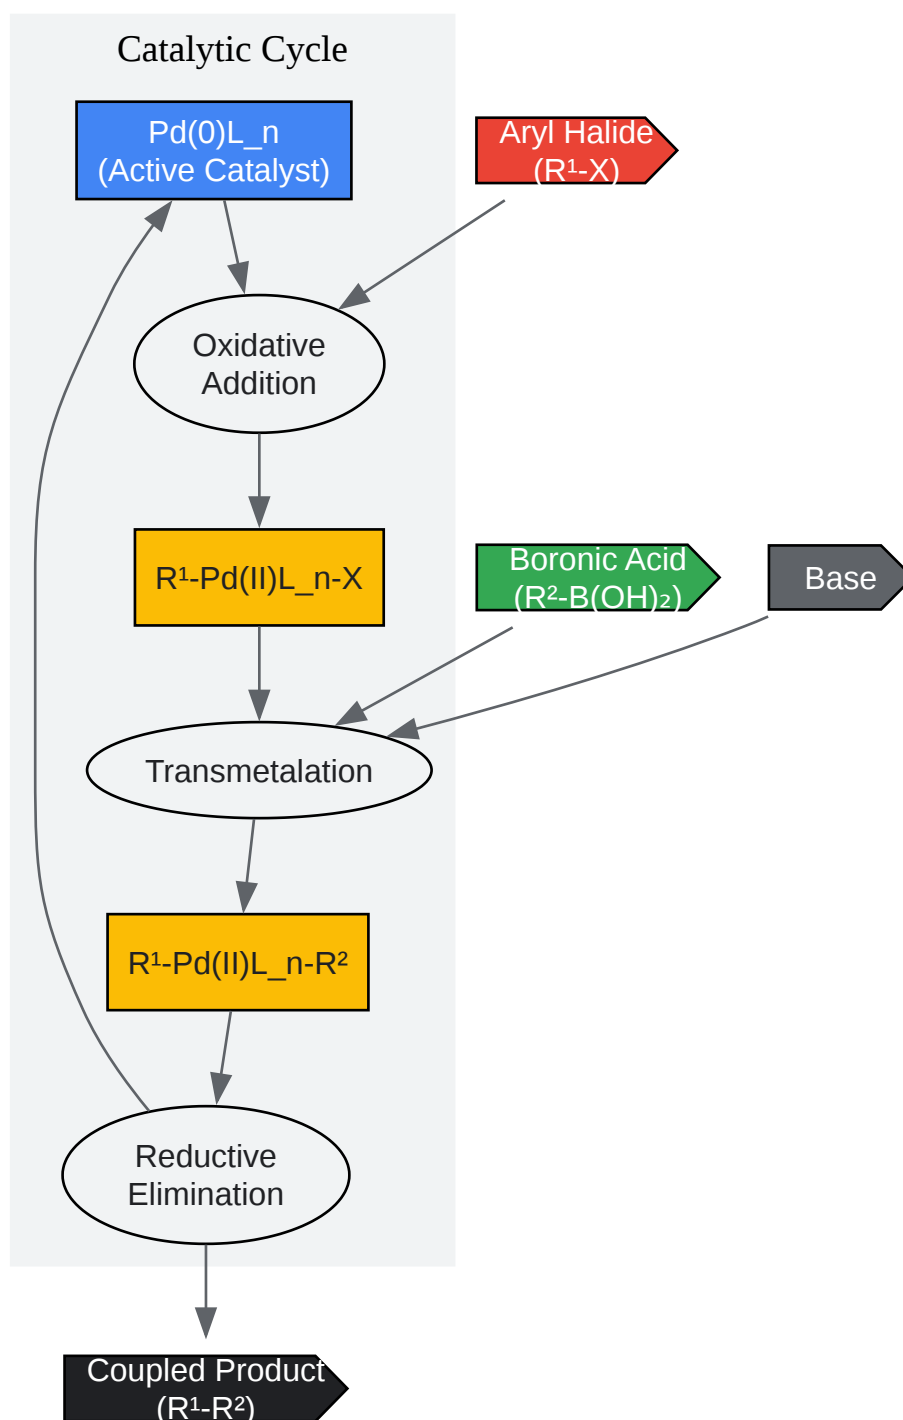 Catalytic Cycle
Pd(0)L_n
(Active Catalyst)
Aryl Halide
(R¹-X)
Oxidative
Addition
R¹-Pd(II)L_n-X
Boronic Acid
(R²-B(OH)₂)
Base
Transmetalation
R¹-Pd(II)L_n-R²
Reductive
Elimination
Coupled Product
(R¹-R²)